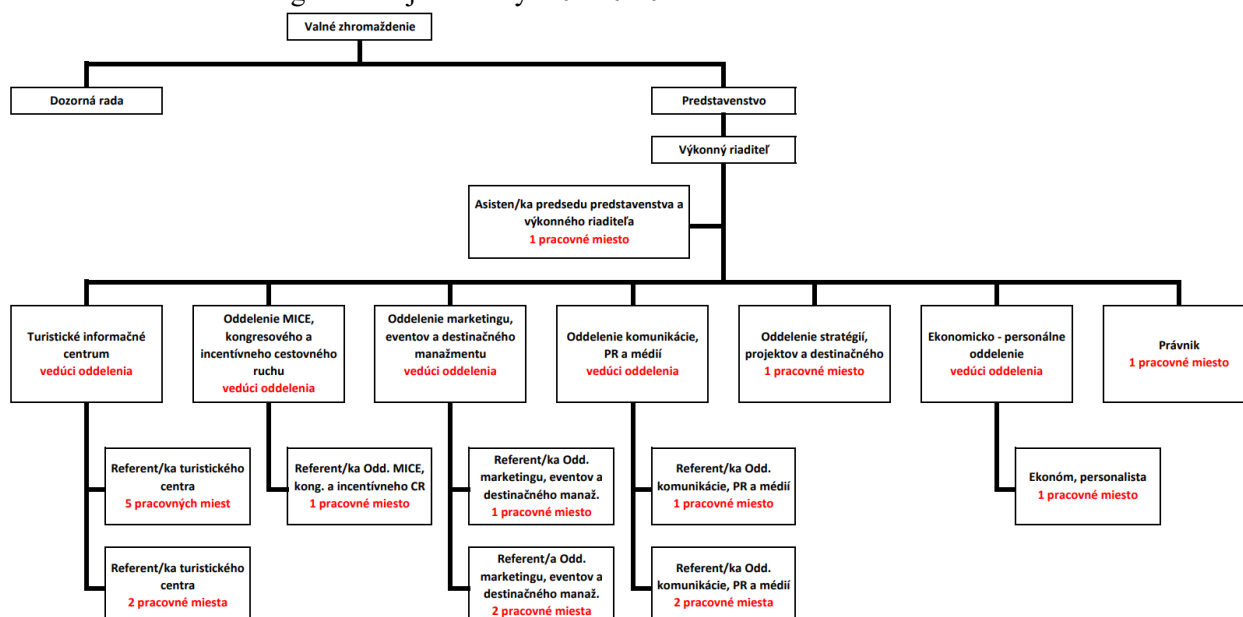 Valné zhromaždenie
Dozorná rada
Predstavenstvo
Výkonný riaditeľ
Asisten/ka predsedu predstavenstva a
výkonného riaditeľa
1 pracovné miesto
Turistické informačné
centrum
vedúci oddelenia
Oddelenie MICE,
kongresového a
incentívneho cestovného
ruchu
vedúci oddelenia
Oddelenie marketingu,
eventov a destinačného
manažmentu
vedúci oddelenia
Oddelenie komunikácie,
PR a médií
vedúci oddelenia
Oddelenie stratégií,
projektov a destinačného
1 pracovné miesto
Ekonomicko - personálne
oddelenie
vedúci oddelenia
Právnik
1 pracovné miesto
Referent/ka turistického
centra
5 pracovných miest
Referent/ka Odd. MICE,
kong. a incentívneho CR
1 pracovné miesto
Referent/ka Odd.
marketingu, eventov a
destinačného manaž.
1 pracovné miesto
Referent/ka Odd.
komunikácie, PR a médií
1 pracovné miesto
Ekonóm, personalista
1 pracovné miesto
Referent/ka turistického
centra
2 pracovné miesta
Referent/a Odd.
marketingu, eventov a
destinačného manaž.
2 pracovné miesta
Referent/ka Odd.
komunikácie, PR a médií
2 pracovné miesta